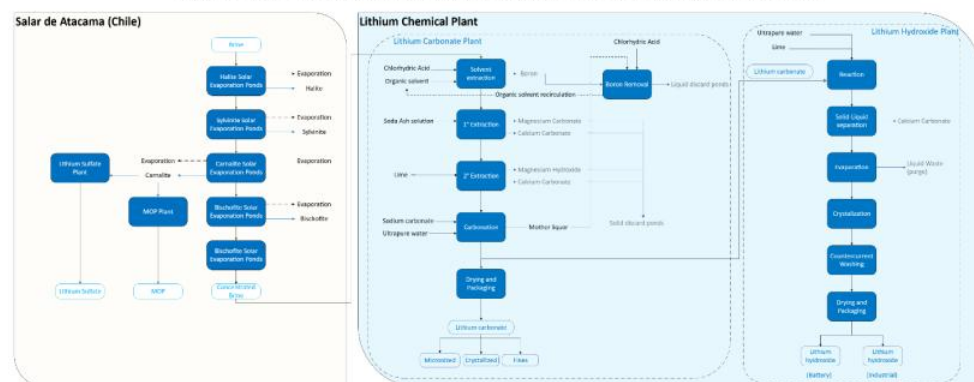 Salar de Atacama (Chile)
Brine
Halite Solar
Evaporation Ponds
Evaporation
Halite
Sylvinite Solar
Evaporation Ponds
Evaporation
Sylvinite
Lithium Sulfate
Plant
Evaporation
Carnalite
Carnalite Solar
Evaporation Ponds
Evaporation
MOP Plant
Bischofite Solar
Evaporation Ponds
Evaporation
Bischofite
Bischofite Solar
Evaporation Ponds
Lithium Sulfate
MOP
Concentrated
Brine
Lithium Chemical Plant
Lithium Carbonate Plant
Chlorhydric Acid
Chlorhydric Acid
Organic solvent
Solvent
extraction
Boron
Boron Removal
Liquid discard ponds
Organic solvent recirculation
Soda Ash solution
1° Extraction
Magnesium Carbonate
Calcium Carbonate
Lime
2° Extraction
Magnesium Hydroxide
Calcium Carbonate
Sodium carbonate
Ultrapure water
Carbonation
Mother liquor
Solid discard ponds
Drying and
Packaging
Lithium carbonate
Micronized
Crystallized
Fines
Lithium Hydroxide Plant
Ultrapure water
Lime
Lithium carbonate
Reaction
Solid Liquid
separation
Calcium Carbonate
Evaporation
Liquid Waste
(purge)
Crystallization
Countercurrent
Washing
Drying and
Packaging
Lithium
Hydroxide
(Battery)
Lithium
hydroxide
(Industrial)